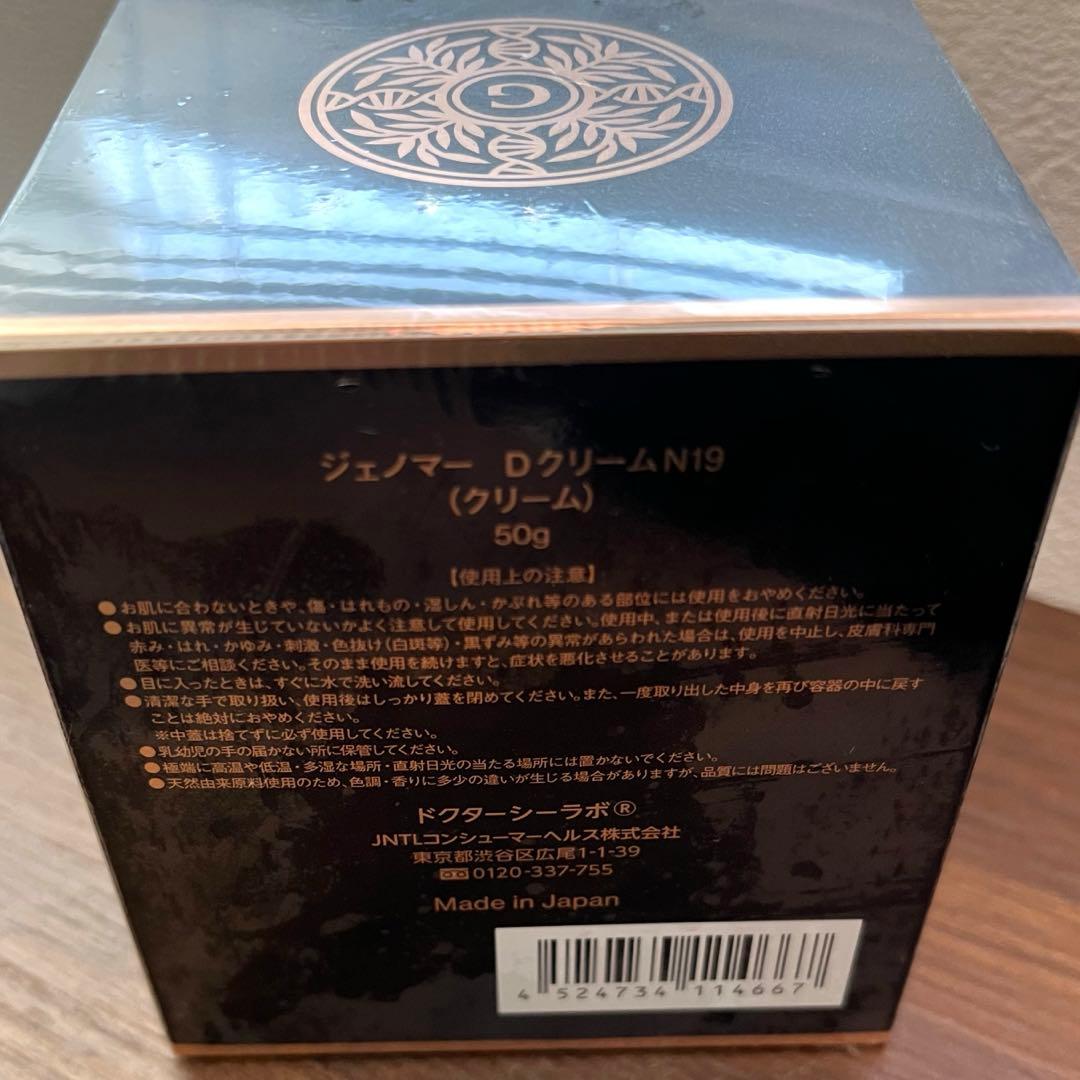 G
ジェノマー DクリームN19
(クリーム)
50g
【使用上の注意】
●お肌に合わないときや、傷・はれもの・湿しん・かぶれ等のある部位には使用をおやめください。
●お肌に異常が生じていないかよく注意して使用してください。使用中、または使用後に直射日光に当たって
赤み・はれ・かゆみ・刺激・色抜け(白斑等)・黒ずみ等の異常があらわれた場合は、使用を中止し、皮膚科専門
医等にご相談ください。そのまま使用を続けますと、症状を悪化させることがあります。
●目に入ったときは、すぐに水で洗い流してください。
●清潔な手で取り扱い、使用後はしっかり蓋を閉めてください。また、一度取り出した中身を再び容器の中に戻す
ことは絶対におやめください。
※中蓋は捨てずに必ず使用してください。
●乳幼児の手の届かない所に保管してください。
●極端に高温や低温・多湿な場所・直射日光の当たる場所には置かないでください。
●天然由来原料使用のため、色調・香りに多少の違いが生じる場合がありますが、品質には問題はございません。
ドクターシーラボ®
JNTLコンシューマーヘルス株式会社
東京都渋谷区広尾1-1-39
0120-337-755
Made in Japan
4 524734 114667